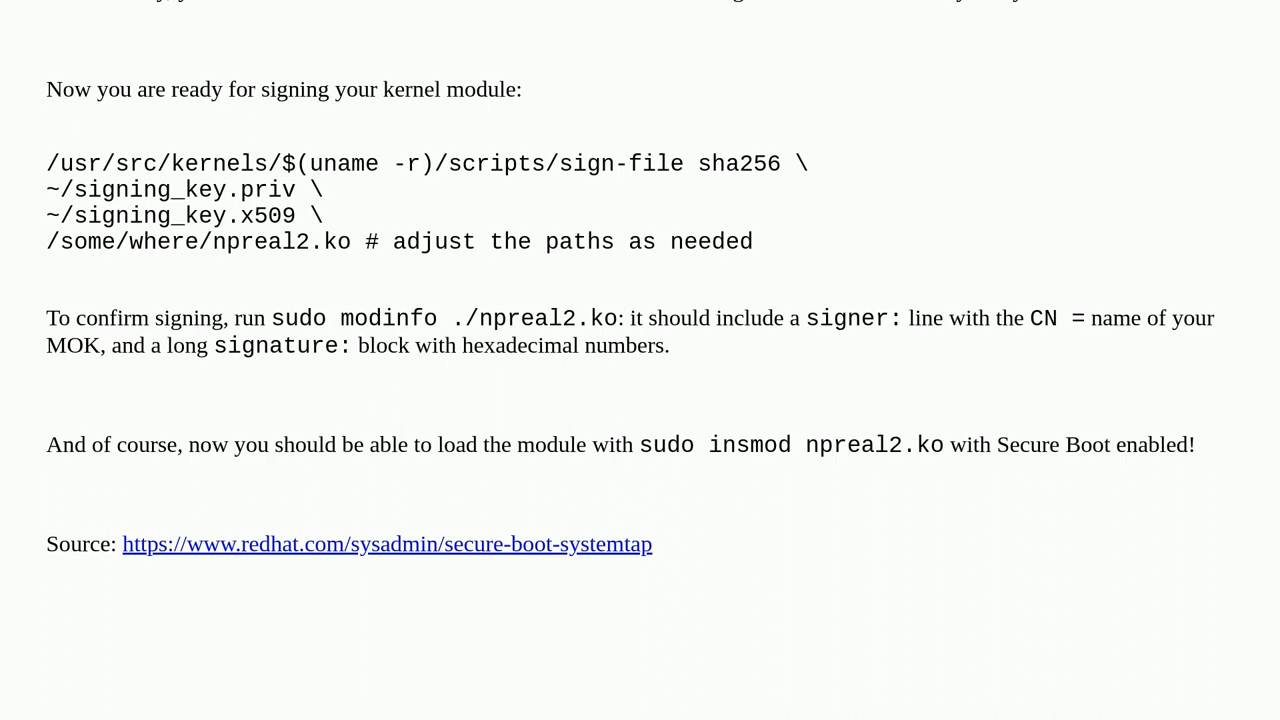 Now you are ready for signing your kernel module:
/usr/src/kernels/$(uname -r)/scripts/sign-file sha256 \
~/signing_key.priv \
~/signing_key.x509 \
/some/where/npreal2.ko # adjust the paths as needed
To confirm signing, run sudo modinfo ./npreal2.ko: it should include a signer: line with the CN = name of your
MOK, and a long signature: block with hexadecimal numbers.
And of course, now you should be able to load the module with sudo insmod npreal2.ko with Secure Boot enabled!
Source: https://www.redhat.com/sysadmin/secure-boot-systemtap